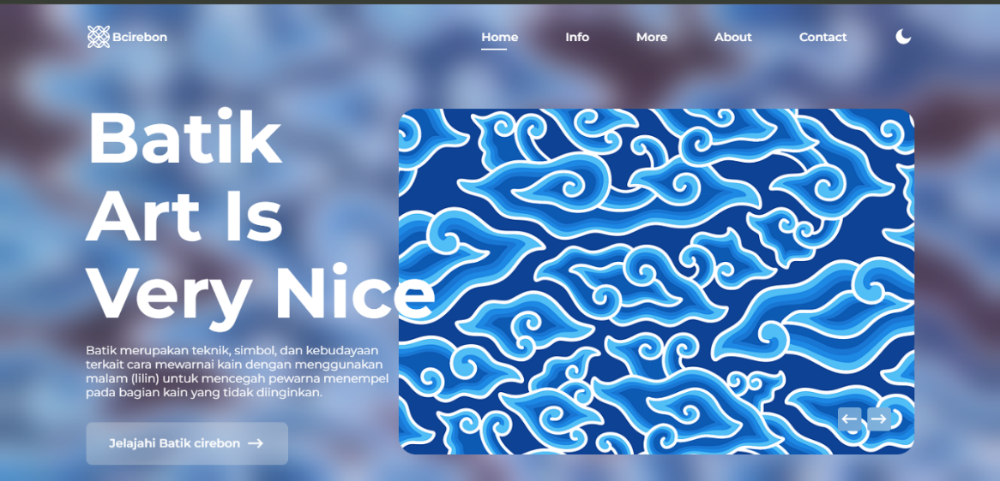 Bcirebon
Home
Info
More
About
Contact
Batik
Art Is
Very Nice
Batik merupakan teknik, simbol, dan kebudayaan
terkait cara mewarnai kain dengan menggunakan
malam (lilin) untuk mencegah pewarna menempel
pada bagian kain yang tidak diinginkan.
Jelajahi Batik cirebon